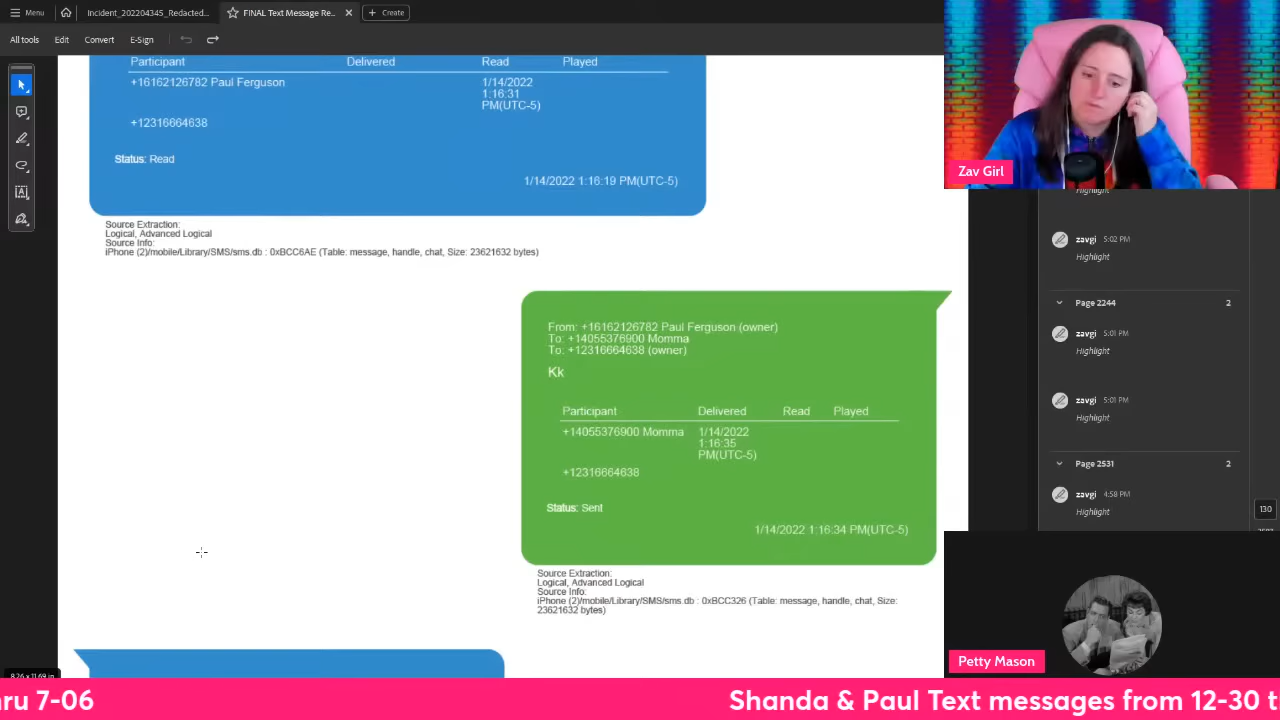 Menu
Incident_202204345_Redacted...
FINAL Text Message Re...
Create
All tools
Edit
Convert
E-Sign
Participant Delivered Read Played
+16162126782 Paul Ferguson 1/14/2022
1:16:31
PM(UTC-5)
+12316664638
Status: Read
1/14/2022 1:16:19 PM(UTC-5)
Source Extraction:
Logical, Advanced Logical
Source Info:
iPhone (2)/mobile/Library/SMS/sms.db : 0xBCC6AE (Table: message, handle, chat, Size: 23621632 bytes)
From: +16162126782 Paul Ferguson (owner)
To: +14055376900 Momma
To: +12316664638 (owner)
Kk
Participant Delivered Read Played
+14055376900 Momma 1/14/2022
1:16:35
PM(UTC-5)
+12316664638
Status: Sent
1/14/2022 1:16:34 PM(UTC-5)
Source Extraction:
Logical, Advanced Logical
Source Info:
iPhone (2)/mobile/Library/SMS/sms.db : 0xBCC326 (Table: message, handle, chat, Size:
23621632 bytes)
8.26 x 11.69 in
Zav Girl
Highlight
zavgi 5:02 PM
Highlight
Page 2244 2
zavgi 5:01 PM
Highlight
zavgi 5:01 PM
Highlight
Page 2531 2
zavgi 4:58 PM
Highlight
130
Petty Mason
ru 7-06
Shanda & Paul Text messages from 12-30 t